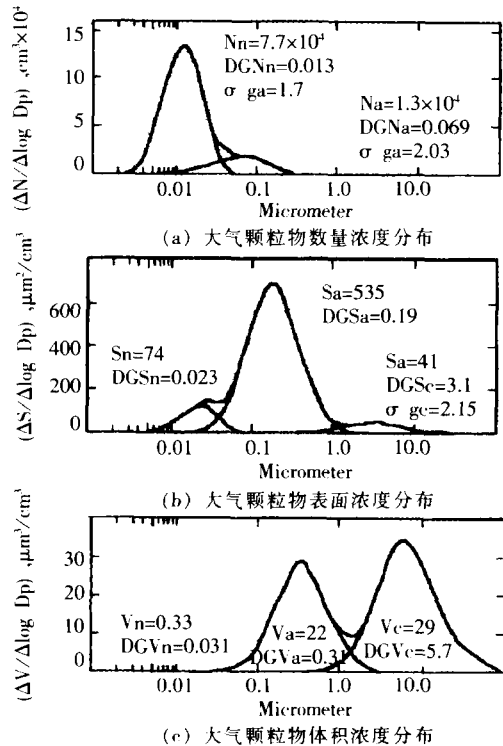 (ΔN/Δlog Dp) ,cm³×10⁴
15
10
5
0
Nn=7.7×10⁴
DGNn=0.013
σ ga=1.7
Na=1.3×10⁴
DGNa=0.069
σ ga=2.03
0.01 0.1 1.0 10.0
Micrometer
(a) 大气颗粒物数量浓度分布
(ΔS/Δlog Dp) ,μm²/cm³
600
400
200
0
Sn=74
DGSn=0.023
Sa=535
DGSa=0.19
Sa=41
DGSc=3.1
σ gc=2.15
0.01 0.1 1.0 10.0
Micrometer
(b) 大气颗粒物表面浓度分布
(ΔV/Δlog Dp) ,μm³/cm³
30
20
10
0
Vn=0.33
DGVn=0.031
Va=22
DGVa=0.31
Vc=29
DGVc=5.7
0.01 0.1 1.0 10.0
Micrometer
(c) 大气颗粒物体积浓度分布